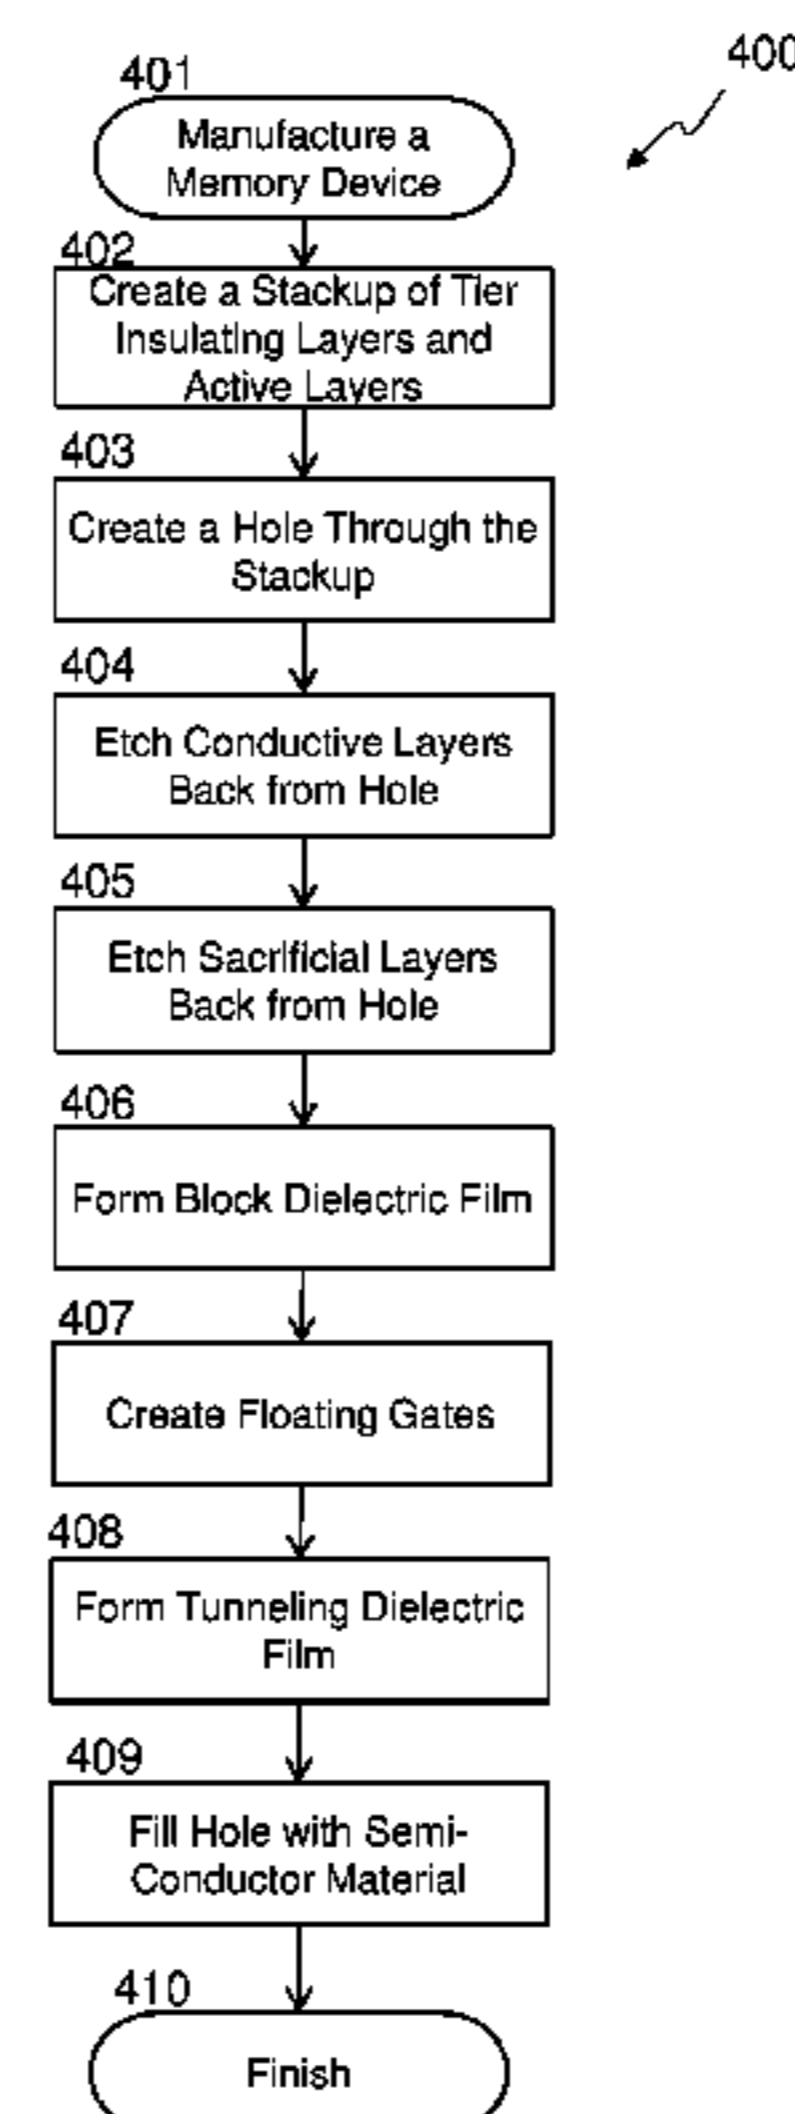 400
401
Manufacture a
Memory Device
402
Create a Stackup of Tier
Insulating Layers and
Active Layers
403
Create a Hole Through the
Stackup
404
Etch Conductive Layers
Back from Hole
405
Etch Sacrificial Layers
Back from Hole
406
Form Block Dielectric Film
407
Create Floating Gates
408
Form Tunneling Dielectric
Film
409
Fill Hole with Semi-
Conductor Material
410
Finish